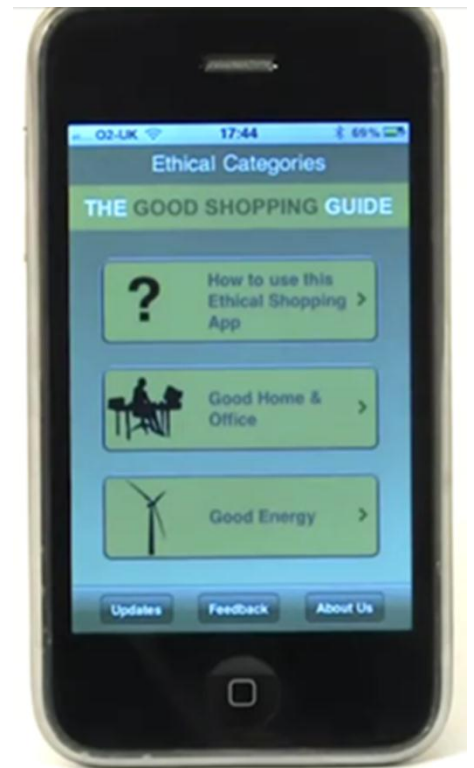 O2-UK 17:44 69%
Ethical Categories
THE GOOD SHOPPING GUIDE
?
How to use this
Ethical Shopping
App
Good Home &
Office
Good Energy
Updates Feedback About Us